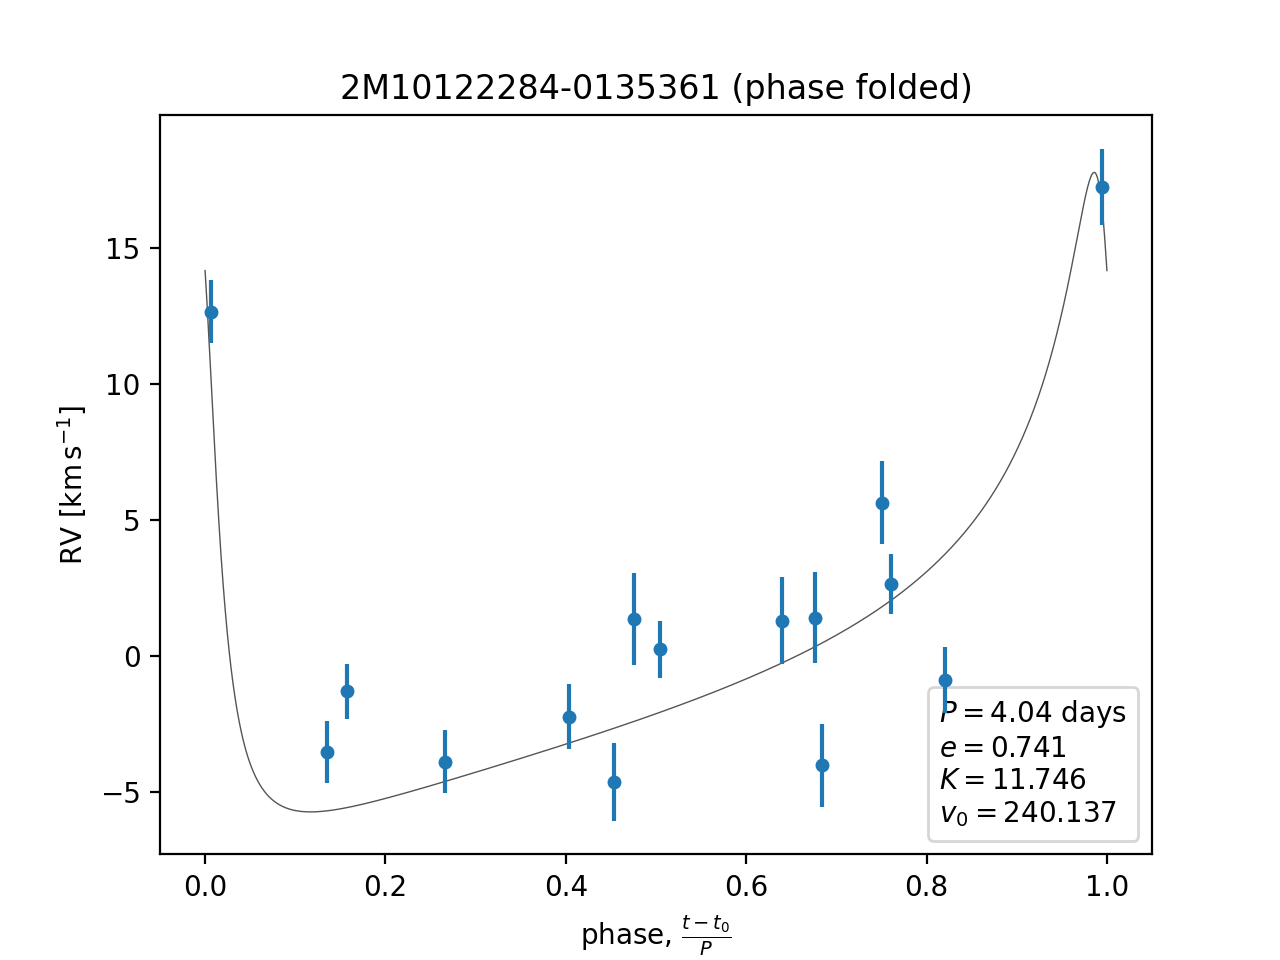 2M10122284-0135361 (phase folded)
RV [km s⁻¹]
15
10
5
0
−5
0.0 0.2 0.4 0.6 0.8 1.0
phase, (t − t₀)/P
P = 4.04 days
e = 0.741
K = 11.746
v₀ = 240.137